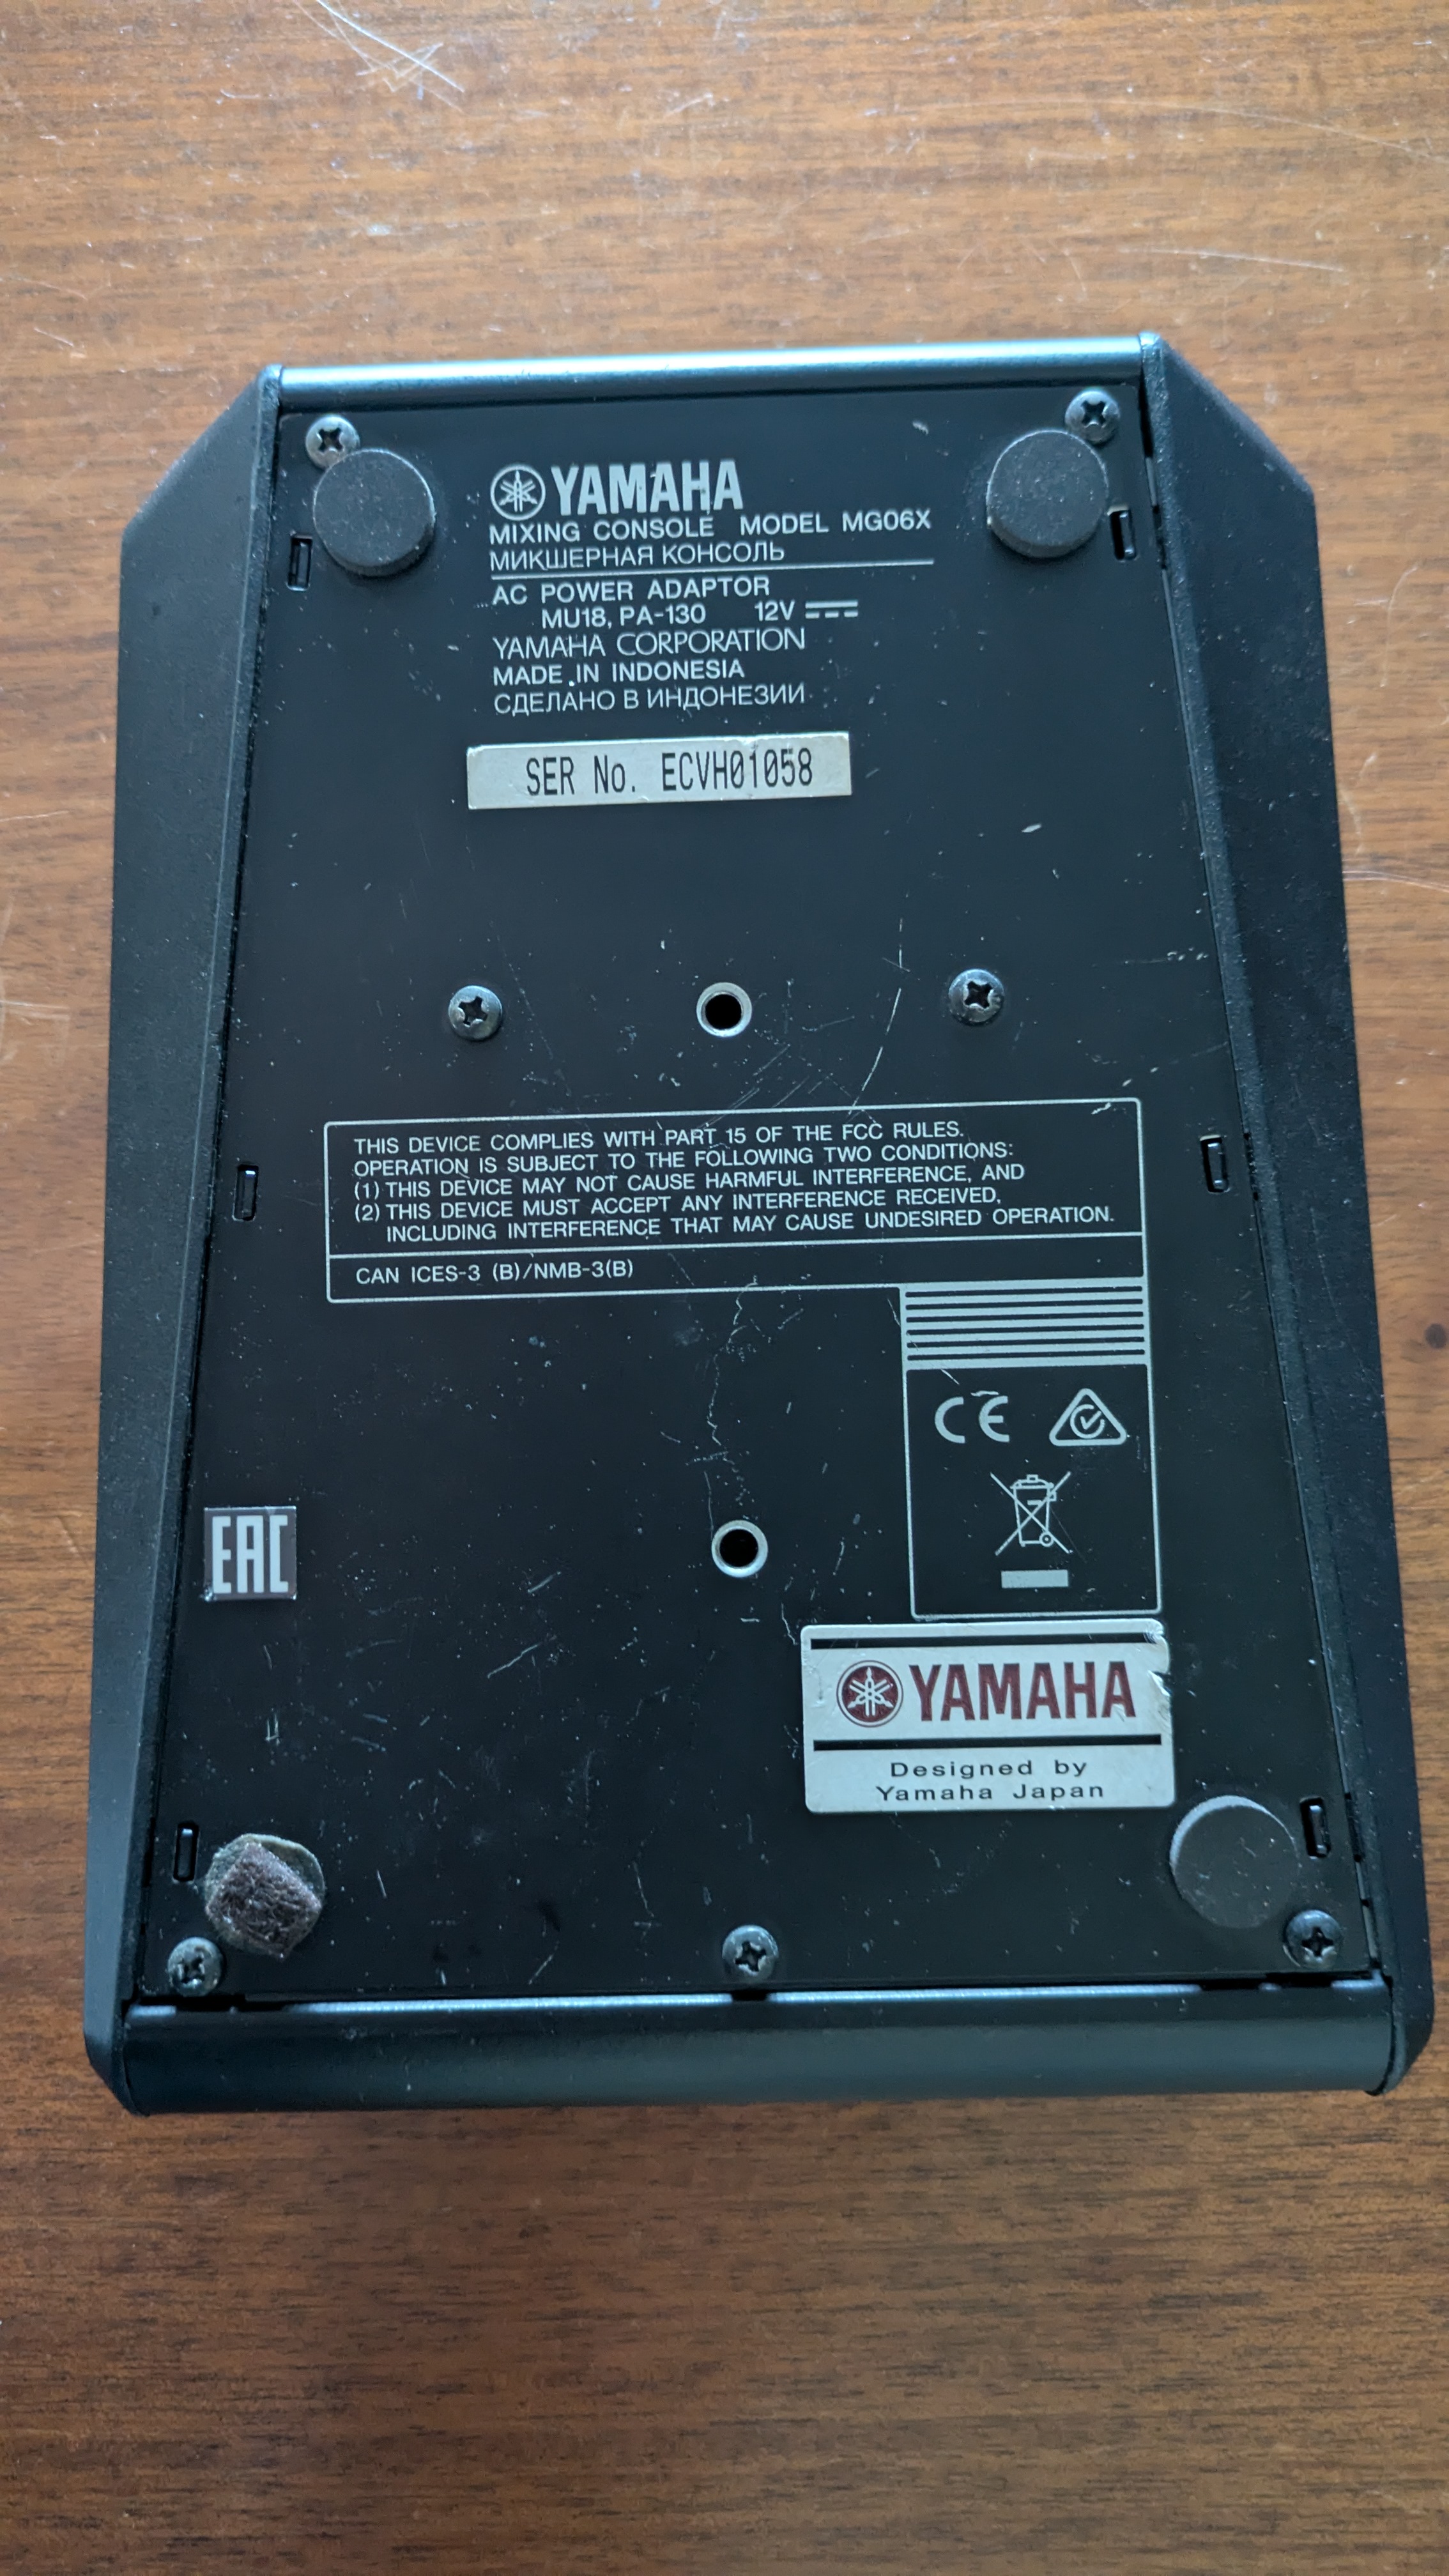 YAMAHA
MIXING CONSOLE MODEL MG06X
МИКШЕРНАЯ КОНСОЛЬ
AC POWER ADAPTOR
MU18, PA-130 12V
YAMAHA CORPORATION
MADE IN INDONESIA
СДЕЛАНО В ИНДОНЕЗИИ
SER No. ECVH01058
THIS DEVICE COMPLIES WITH PART 15 OF THE FCC RULES.
OPERATION IS SUBJECT TO THE FOLLOWING TWO CONDITIONS:
(1) THIS DEVICE MAY NOT CAUSE HARMFUL INTERFERENCE, AND
(2) THIS DEVICE MUST ACCEPT ANY INTERFERENCE RECEIVED,
INCLUDING INTERFERENCE THAT MAY CAUSE UNDESIRED OPERATION.
CAN ICES-3 (B)/NMB-3(B)
CE
EAC
YAMAHA
Designed by
Yamaha Japan